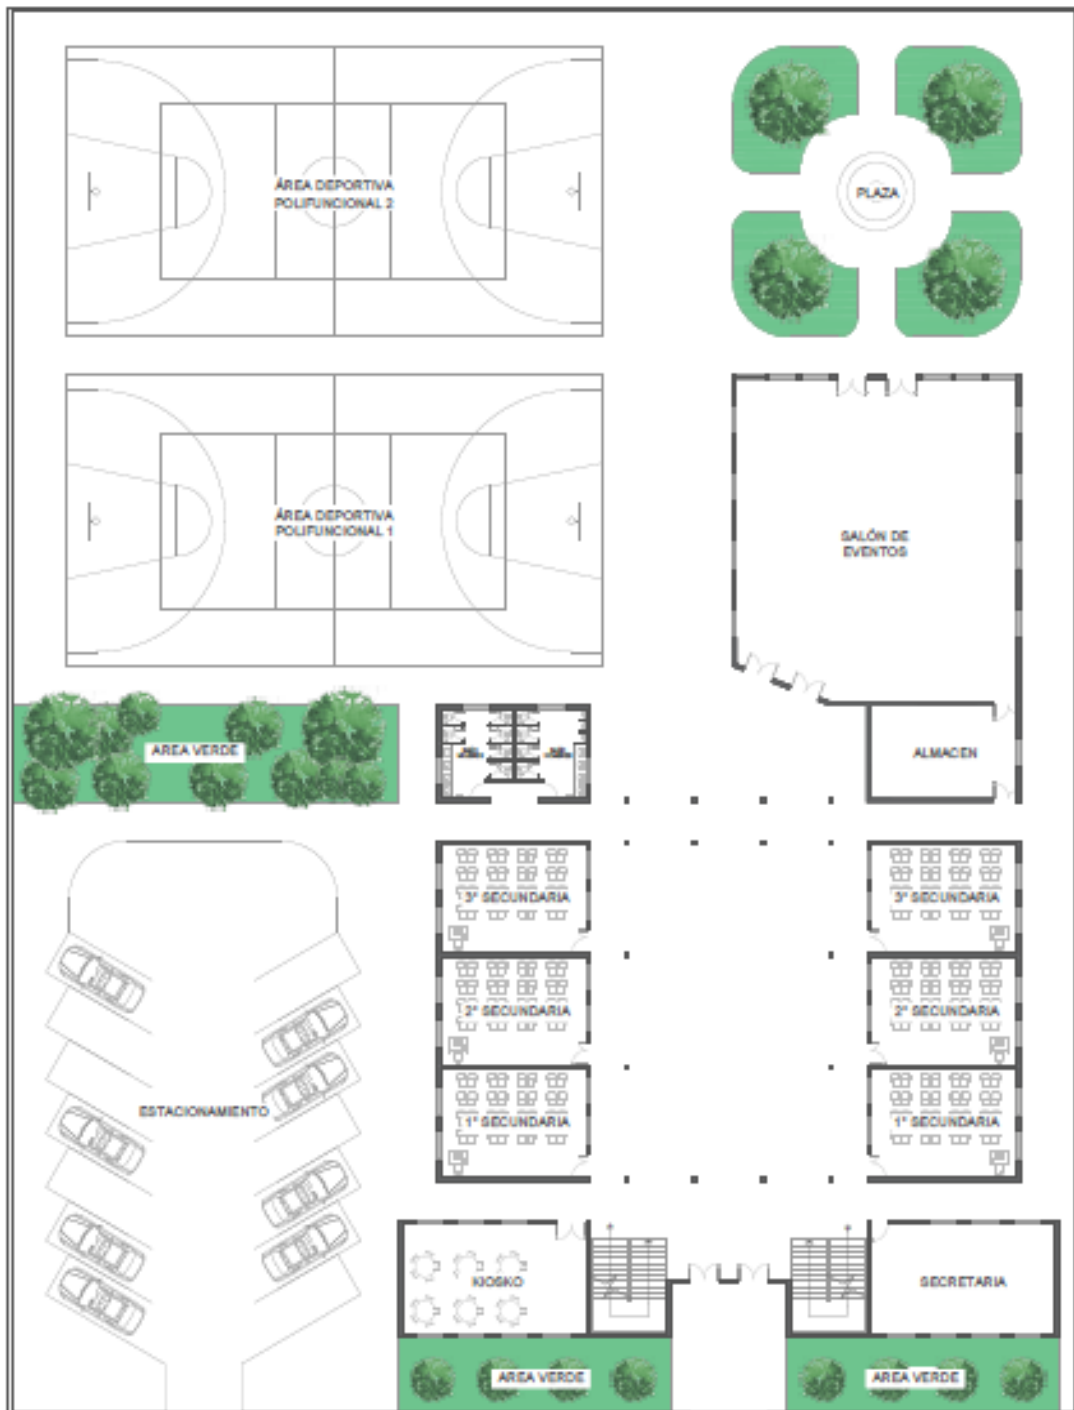 ÁREA DEPORTIVA
POLIFUNCIONAL 2
PLAZA
ÁREA DEPORTIVA
POLIFUNCIONAL 1
SALÓN DE
EVENTOS
AREA VERDE
ALMACEN
3° SECUNDARIA
3° SECUNDARIA
2° SECUNDARIA
2° SECUNDARIA
ESTACIONAMIENTO
1° SECUNDARIA
1° SECUNDARIA
KIOSKO
SECRETARIA
AREA VERDE
AREA VERDE